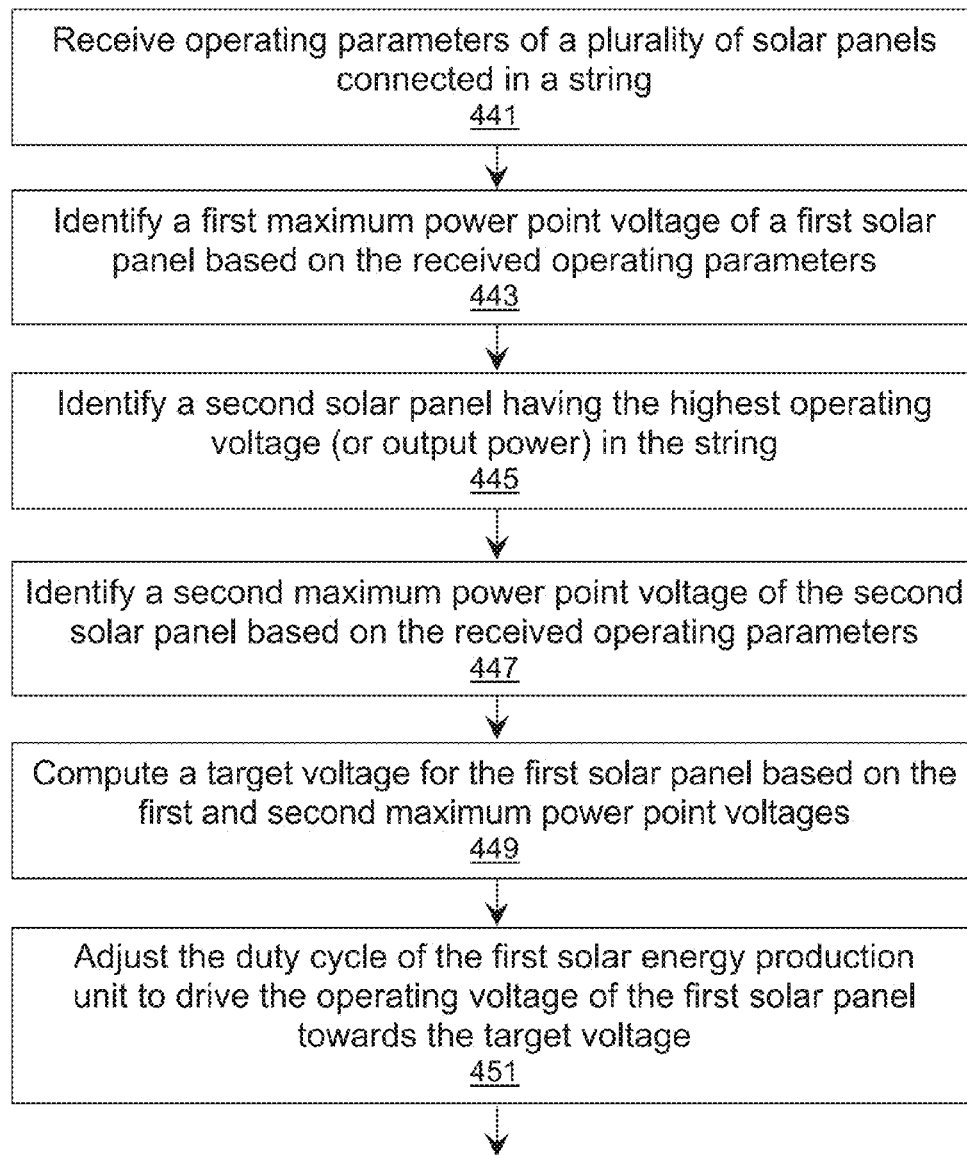 Receive operating parameters of a plurality of solar panels
connected in a string
441
Identify a first maximum power point voltage of a first solar
panel based on the received operating parameters
443
Identify a second solar panel having the highest operating
voltage (or output power) in the string
445
Identify a second maximum power point voltage of the second
solar panel based on the received operating parameters
447
Compute a target voltage for the first solar panel based on the
first and second maximum power point voltages
449
Adjust the duty cycle of the first solar energy production
unit to drive the operating voltage of the first solar panel
towards the target voltage
451